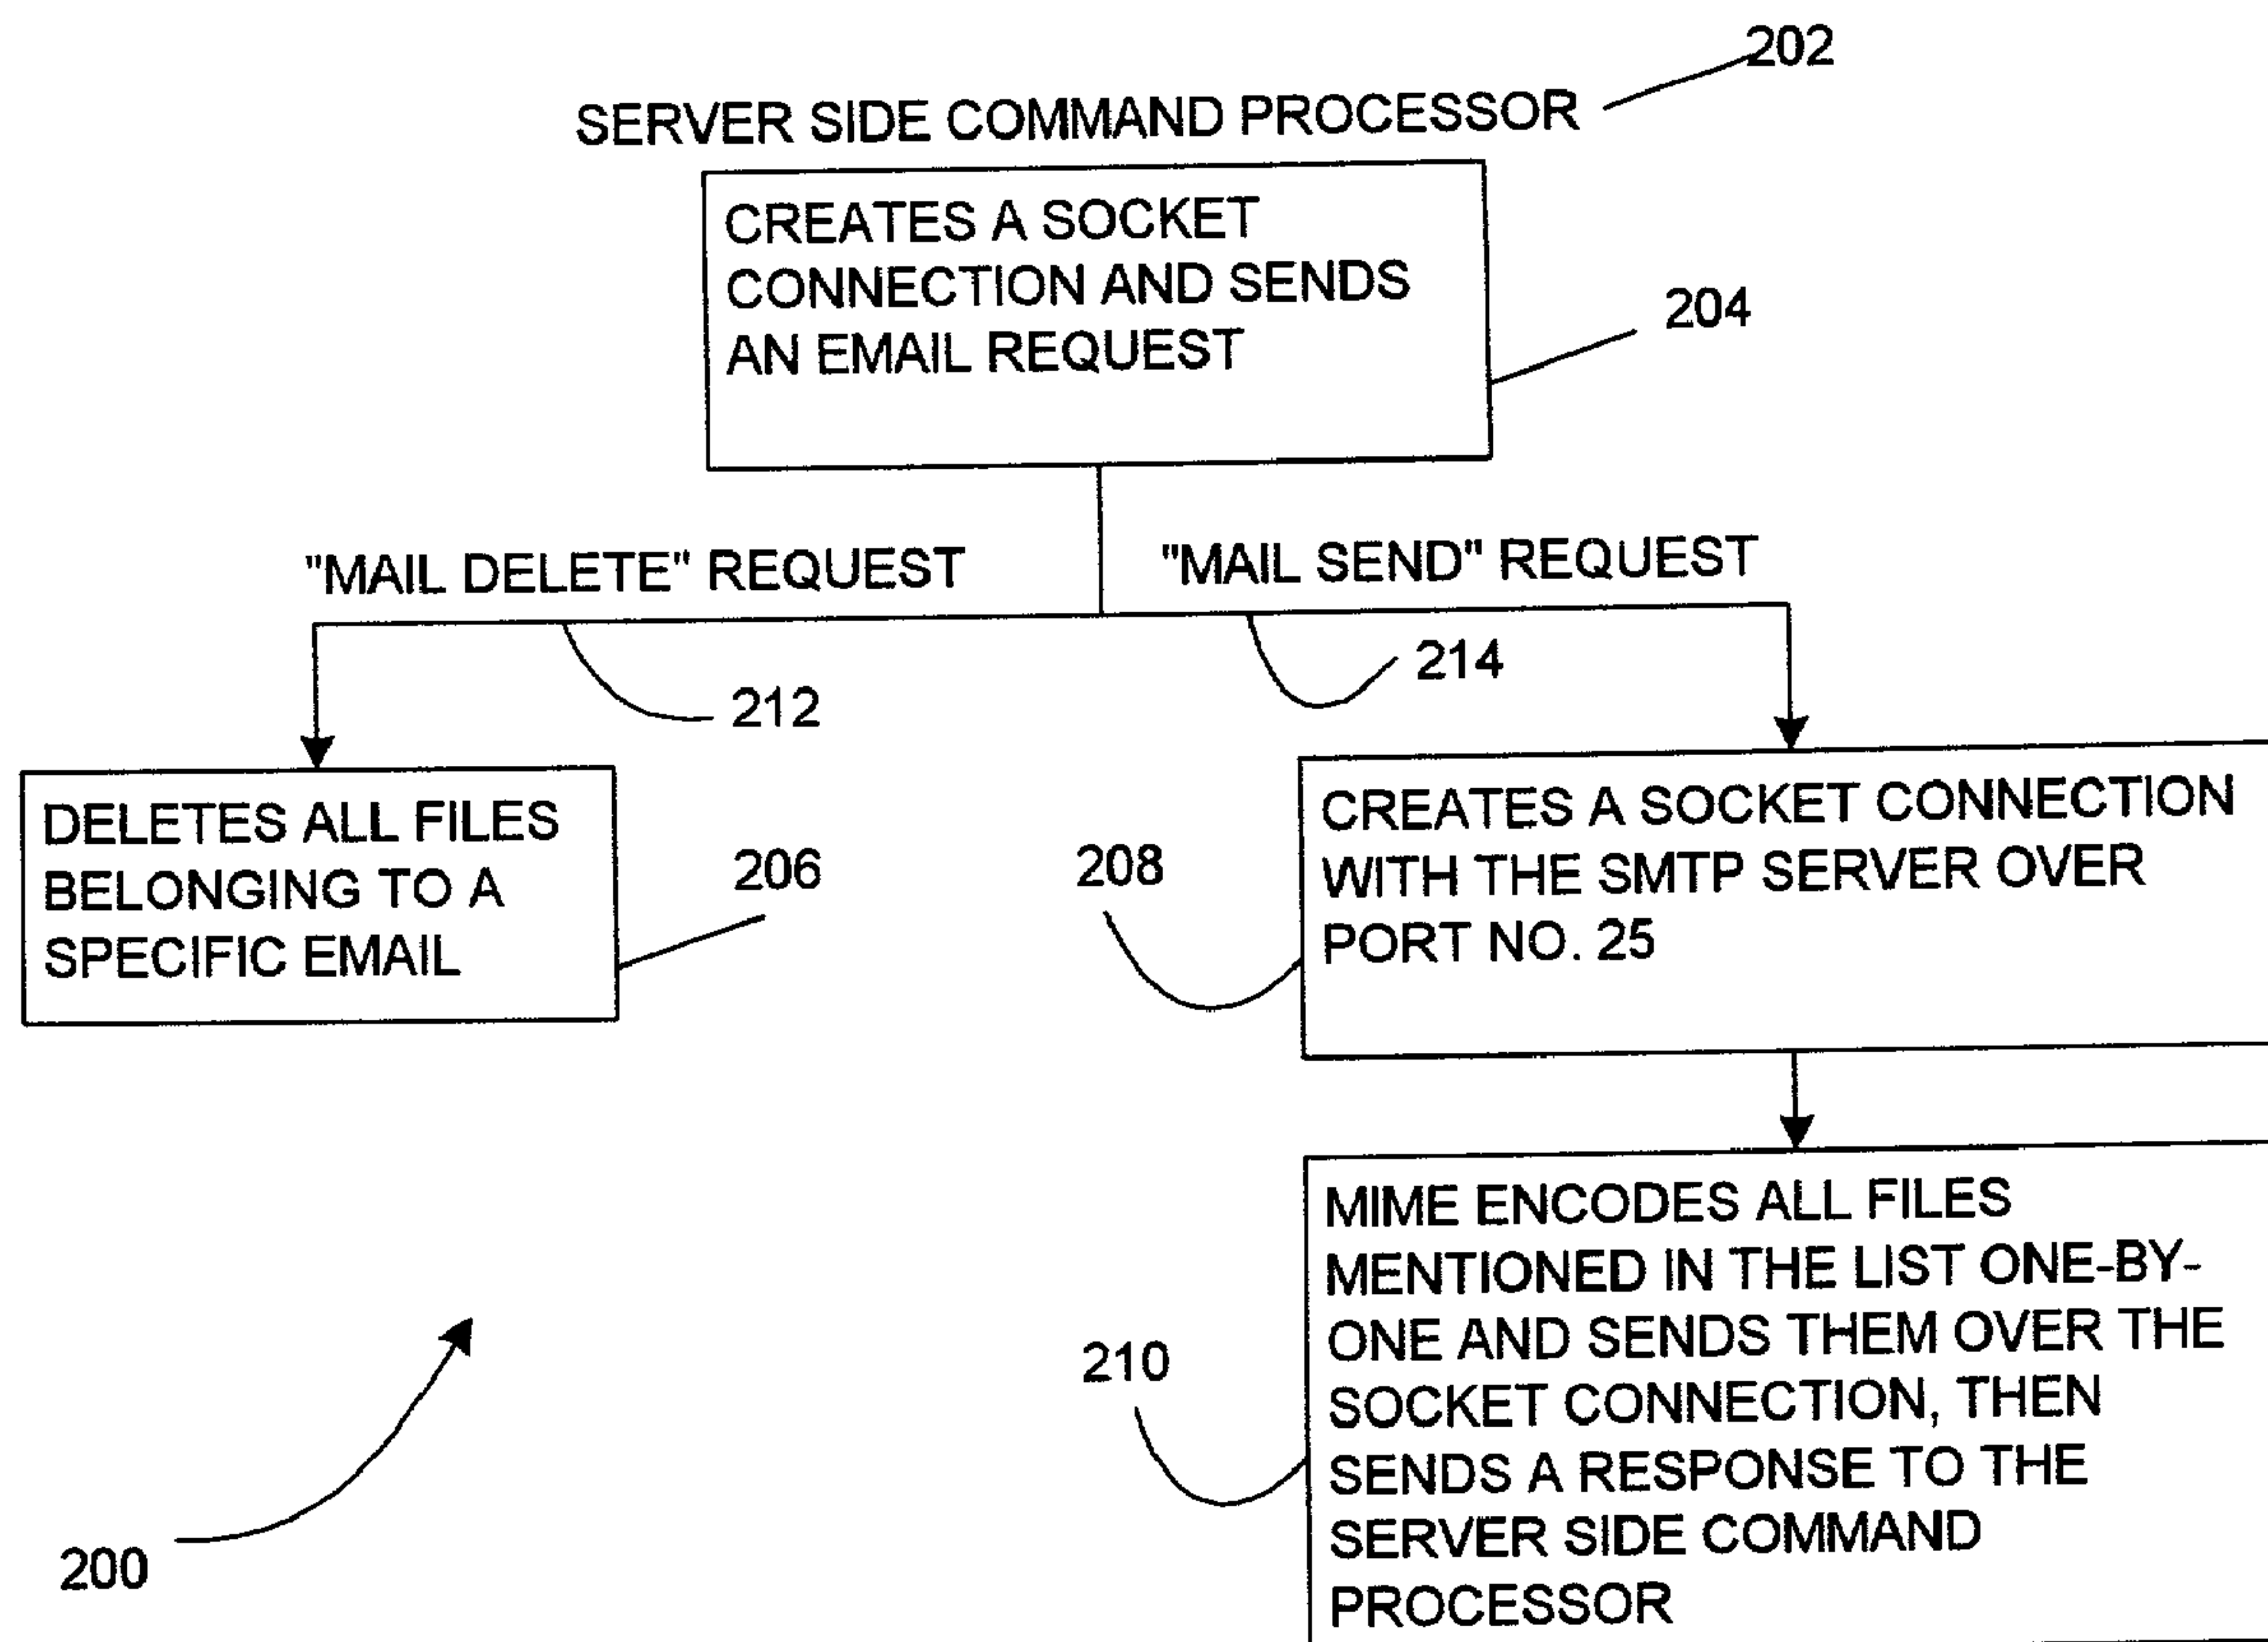 202
SERVER SIDE COMMAND PROCESSOR
CREATES A SOCKET
CONNECTION AND SENDS
AN EMAIL REQUEST
204
"MAIL DELETE" REQUEST
"MAIL SEND" REQUEST
212
214
DELETES ALL FILES
BELONGING TO A
SPECIFIC EMAIL
206
208
CREATES A SOCKET CONNECTION
WITH THE SMTP SERVER OVER
PORT NO. 25
MIME ENCODES ALL FILES
MENTIONED IN THE LIST ONE-BY-
ONE AND SENDS THEM OVER THE
SOCKET CONNECTION, THEN
SENDS A RESPONSE TO THE
SERVER SIDE COMMAND
PROCESSOR
210
200